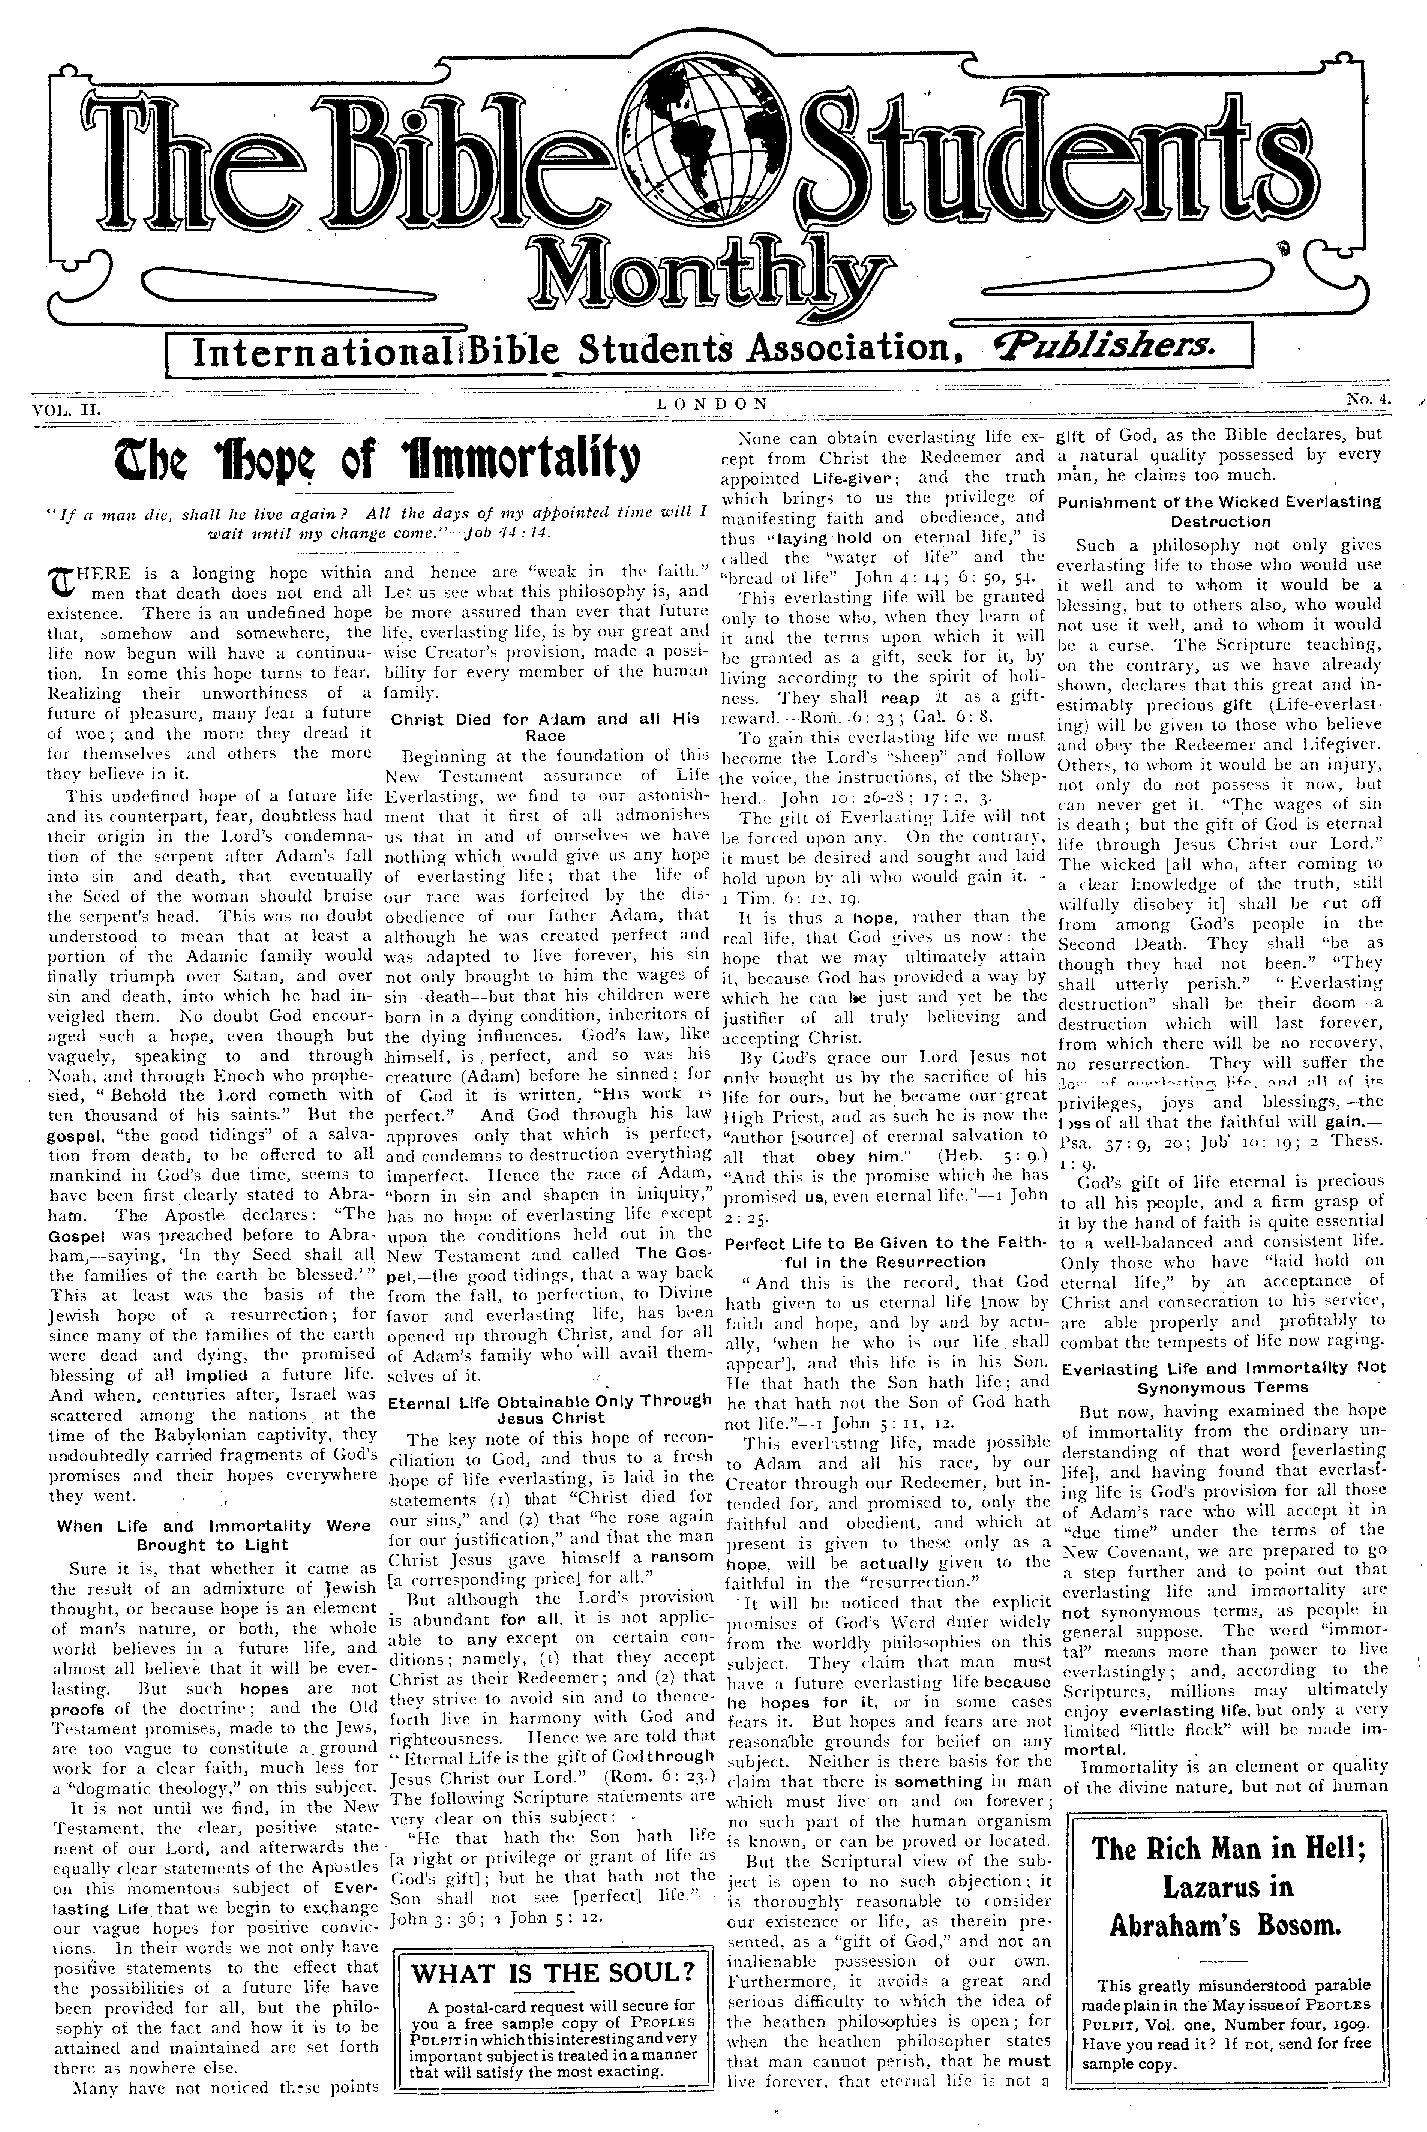 The Bible Students
Monthly
International Bible Students Association, Publishers.
VOL. II.
LONDON
No. 4.
The Hope of Immortality
"If a man die, shall he live again? All the days of my appointed time will I
wait until my change come."—Job 14:14.
THERE is a longing hope within
men that death does not end all
existence. There is an undefined hope
that, somehow and somewhere, the
life now begun will have a continua-
tion. In some this hope turns to fear.
Realizing their unworthiness of a
future of pleasure, many fear a future
of woe; and the more they dread it
for themselves and others the more
they believe in it.
This undefined hope of a future life
and its counterpart, fear, doubtless had
their origin in the Lord's condemna-
tion of the serpent after Adam's fall
into sin and death, that eventually
the Seed of the woman should bruise
the serpent's head. This was no doubt
understood to mean that at least a
portion of the Adamic family would
finally triumph over Satan, and over
sin and death, into which he had in-
veigled them. No doubt God encour-
aged such a hope, even though but
vaguely, speaking to and through
Noah, and through Enoch who prophe-
sied, "Behold the Lord cometh with
ten thousand of his saints." But the
gospel, "the good tidings" of a salva-
tion from death, to be offered to all
mankind in God's due time, seems to
have been first clearly stated to Abra-
ham. The Apostle declares: "The
Gospel was preached before to Abra-
ham,—saying, 'In thy Seed shall all
the families of the earth be blessed.'"
This at least was the basis of the
Jewish hope of a resurrection; for
since many of the families of the earth
were dead and dying, the promised
blessing of all implied a future life.
And when, centuries after, Israel was
scattered among the nations at the
time of the Babylonian captivity, they
undoubtedly carried fragments of God's
promises and their hopes everywhere
they went.
When Life and Immortality Were
Brought to Light
Sure it is, that whether it came as
the result of an admixture of Jewish
thought, or because hope is an element
of man's nature, or both, the whole
world believes in a future life, and
almost all believe that it will be ever-
lasting. But such hopes are not
proofs of the doctrine; and the Old
Testament promises, made to the Jews,
are too vague to constitute a ground
work for a clear faith, much less for
a "dogmatic theology," on this subject.
It is not until we find, in the New
Testament, the clear, positive state-
ment of our Lord, and afterwards the
equally clear statements of the Apostles
on this momentous subject of Ever-
lasting Life that we begin to exchange
our vague hopes for positive convic-
tions. In their words we not only have
positive statements to the effect that
the possibilities of a future life have
been provided for all, but the philo-
sophy of the fact and how it is to be
attained and maintained are set forth
there as nowhere else.
Many have not noticed these points
and hence are "weak in the faith."
Let us see what this philosophy is, and
be more assured than ever that future
life, everlasting life, is by our great and
wise Creator's provision, made a possi-
bility for every member of the human
family.
Christ Died for Adam and all His
Race
Beginning at the foundation of this
New Testament assurance of Life
Everlasting, we find to our astonish-
ment that it first of all admonishes
us that in and of ourselves we have
nothing which would give us any hope
of everlasting life; that the life of
our race was forfeited by the dis-
obedience of our father Adam, that
although he was created perfect and
was adapted to live forever, his sin
not only brought to him the wages of
sin—death—but that his children were
born in a dying condition, inheritors of
the dying influences. God's law, like
himself, is perfect, and so was his
creature (Adam) before he sinned; for
of God it is written, "His work is
perfect." And God through his law
approves only that which is perfect,
and condemns to destruction everything
imperfect. Hence the race of Adam,
"born in sin and shapen in iniquity,"
has no hope of everlasting life except
upon the conditions held out in the
New Testament and called The Gos-
pel,—the good tidings, that a way back
from the fall, to perfection, to Divine
favor and everlasting life, has been
opened up through Christ, and for all
of Adam's family who will avail them-
selves of it.
Eternal Life Obtainable Only Through
Jesus Christ
The key note of this hope of recon-
ciliation to God, and thus to a fresh
hope of life everlasting, is laid in the
statements (1) that "Christ died for
our sins," and (2) that "he rose again
for our justification," and that the man
Christ Jesus gave himself a ransom
[a corresponding price] for all."
But although the Lord's provision
is abundant for all, it is not applic-
able to any except on certain con-
ditions; namely, (1) that they accept
Christ as their Redeemer; and (2) that
they strive to avoid sin and to thence-
forth live in harmony with God and
righteousness. Hence we are told that
"Eternal Life is the gift of God through
Jesus Christ our Lord." (Rom. 6: 23.)
The following Scripture statements are
very clear on this subject:
"He that hath the Son hath life
[a right or privilege or grant of life as
God's gift]; but he that hath not the
Son shall not see [perfect] life."
John 3: 36; 1 John 5: 12.
WHAT IS THE SOUL?
A postal-card request will secure for
you a free sample copy of PEOPLES
PULPIT in which this interesting and very
important subject is treated in a manner
that will satisfy the most exacting.
None can obtain everlasting life ex-
cept from Christ the Redeemer and
appointed Life-giver; and the truth
which brings to us the privilege of
manifesting faith and obedience, and
thus "laying hold on eternal life," is
called the "water of life" and the
"bread of life" John 4: 14; 6: 50, 54.
This everlasting life will be granted
only to those who, when they learn of
it and the terms upon which it will
be granted as a gift, seek for it, by
living according to the spirit of holi-
ness. They shall reap it as a gift-
reward.—Rom. 6: 23; Gal. 6: 8.
To gain this everlasting life we must
become the Lord's "sheep" and follow
the voice, the instructions, of the Shep-
herd. John 10: 26-28; 17: 2, 3.
The gift of Everlasting Life will not
be forced upon any. On the contrary,
it must be desired and sought and laid
hold upon by all who would gain it. -
1 Tim. 6: 12, 19.
It is thus a hope, rather than the
real life, that God gives us now: the
hope that we may ultimately attain
it, because God has provided a way by
which he can be just and yet be the
justifier of all truly believing and
accepting Christ.
By God's grace our Lord Jesus not
only bought us by the sacrifice of his
life for ours, but he became our great
High Priest, and as such he is now the
"author [source] of eternal salvation to
all that obey him." (Heb. 5: 9.)
"And this is the promise which he has
promised us, even eternal life."—1 John
2: 25.
Perfect Life to Be Given to the Faith-
ful in the Resurrection
"And this is the record, that God
hath given to us eternal life [now by
faith and hope, and by and by actu-
ally, 'when he who is our life shall
appear'], and this life is in his Son.
He that hath the Son hath life; and
he that hath not the Son of God hath
not life."--1 John 5: 11, 12.
This everlasting life, made possible
to Adam and all his race, by our
Creator through our Redeemer, but in-
tended for, and promised to, only the
faithful and obedient, and which at
present is given to these only as a
hope, will be actually given to the
faithful in the "resurrection."
It will be noticed that the explicit
promises of God's Word differ widely
from the worldly philosophies on this
subject. They claim that man must
have a future everlasting life because
he hopes for it, or in some cases
fears it. But hopes and fears are not
reasonable grounds for belief on any
subject. Neither is there basis for the
claim that there is something in man
which must live on and on forever;
no such part of the human organism
is known, or can be proved or located.
But the Scriptural view of the sub-
ject is open to no such objection; it
is thoroughly reasonable to consider
our existence or life, as therein pre-
sented, as a "gift of God," and not an
inalienable possession of our own.
Furthermore, it avoids a great and
serious difficulty to which the idea of
the heathen philosophies is open; for
when the heathen philosopher states
that man cannot perish, that he must
live forever, that eternal life is not a
gift of God, as the Bible declares, but
a natural quality possessed by every
man, he claims too much.
Punishment of the Wicked Everlasting
Destruction
Such a philosophy not only gives
everlasting life to those who would use
it well and to whom it would be a
blessing, but to others also, who would
not use it well, and to whom it would
be a curse. The Scripture teaching,
on the contrary, as we have already
shown, declares that this great and in-
estimably precious gift (Life-everlast-
ing) will be given to those who believe
and obey the Redeemer and Lifegiver.
Others, to whom it would be an injury,
not only do not possess it now, but
can never get it. "The wages of sin
is death; but the gift of God is eternal
life through Jesus Christ our Lord."
The wicked [all who, after coming to
a clear knowledge of the truth, still
wilfully disobey it] shall be cut off
from among God's people in the
Second Death. They shall "be as
though they had not been." "They
shall utterly perish." "Everlasting
destruction" shall be their doom—a
destruction which will last forever,
from which there will be no recovery,
no resurrection. They will suffer the
loss of everlasting life, and all of its
privileges, joys and blessings,—the
loss of all that the faithful will gain.—
Psa. 37: 9, 20; Job 10: 19; 2 Thess.
1: 9.
God's gift of life eternal is precious
to all his people, and a firm grasp of
it by the hand of faith is quite essential
to a well-balanced and consistent life.
Only those who have "laid hold on
eternal life," by an acceptance of
Christ and consecration to his service,
are able properly and profitably to
combat the tempests of life now raging.
Everlasting Life and Immortality Not
Synonymous Terms
But now, having examined the hope
of immortality from the ordinary un-
derstanding of that word [everlasting
life], and having found that everlast-
ing life is God's provision for all those
of Adam's race who will accept it in
"due time" under the terms of the
New Covenant, we are prepared to go
a step further and to point out that
everlasting life and immortality are
not synonymous terms, as people in
general suppose. The word "immor-
tal" means more than power to live
everlastingly; and, according to the
Scriptures, millions may ultimately
enjoy everlasting life, but only a very
limited "little flock" will be made im-
mortal.
Immortality is an element or quality
of the divine nature, but not of human
The Rich Man in Hell;
Lazarus in
Abraham's Bosom.
This greatly misunderstood parable
made plain in the May issue of PEOPLES
PULPIT, Vol. one, Number four, 1909.
Have you read it? If not, send for free
sample copy.